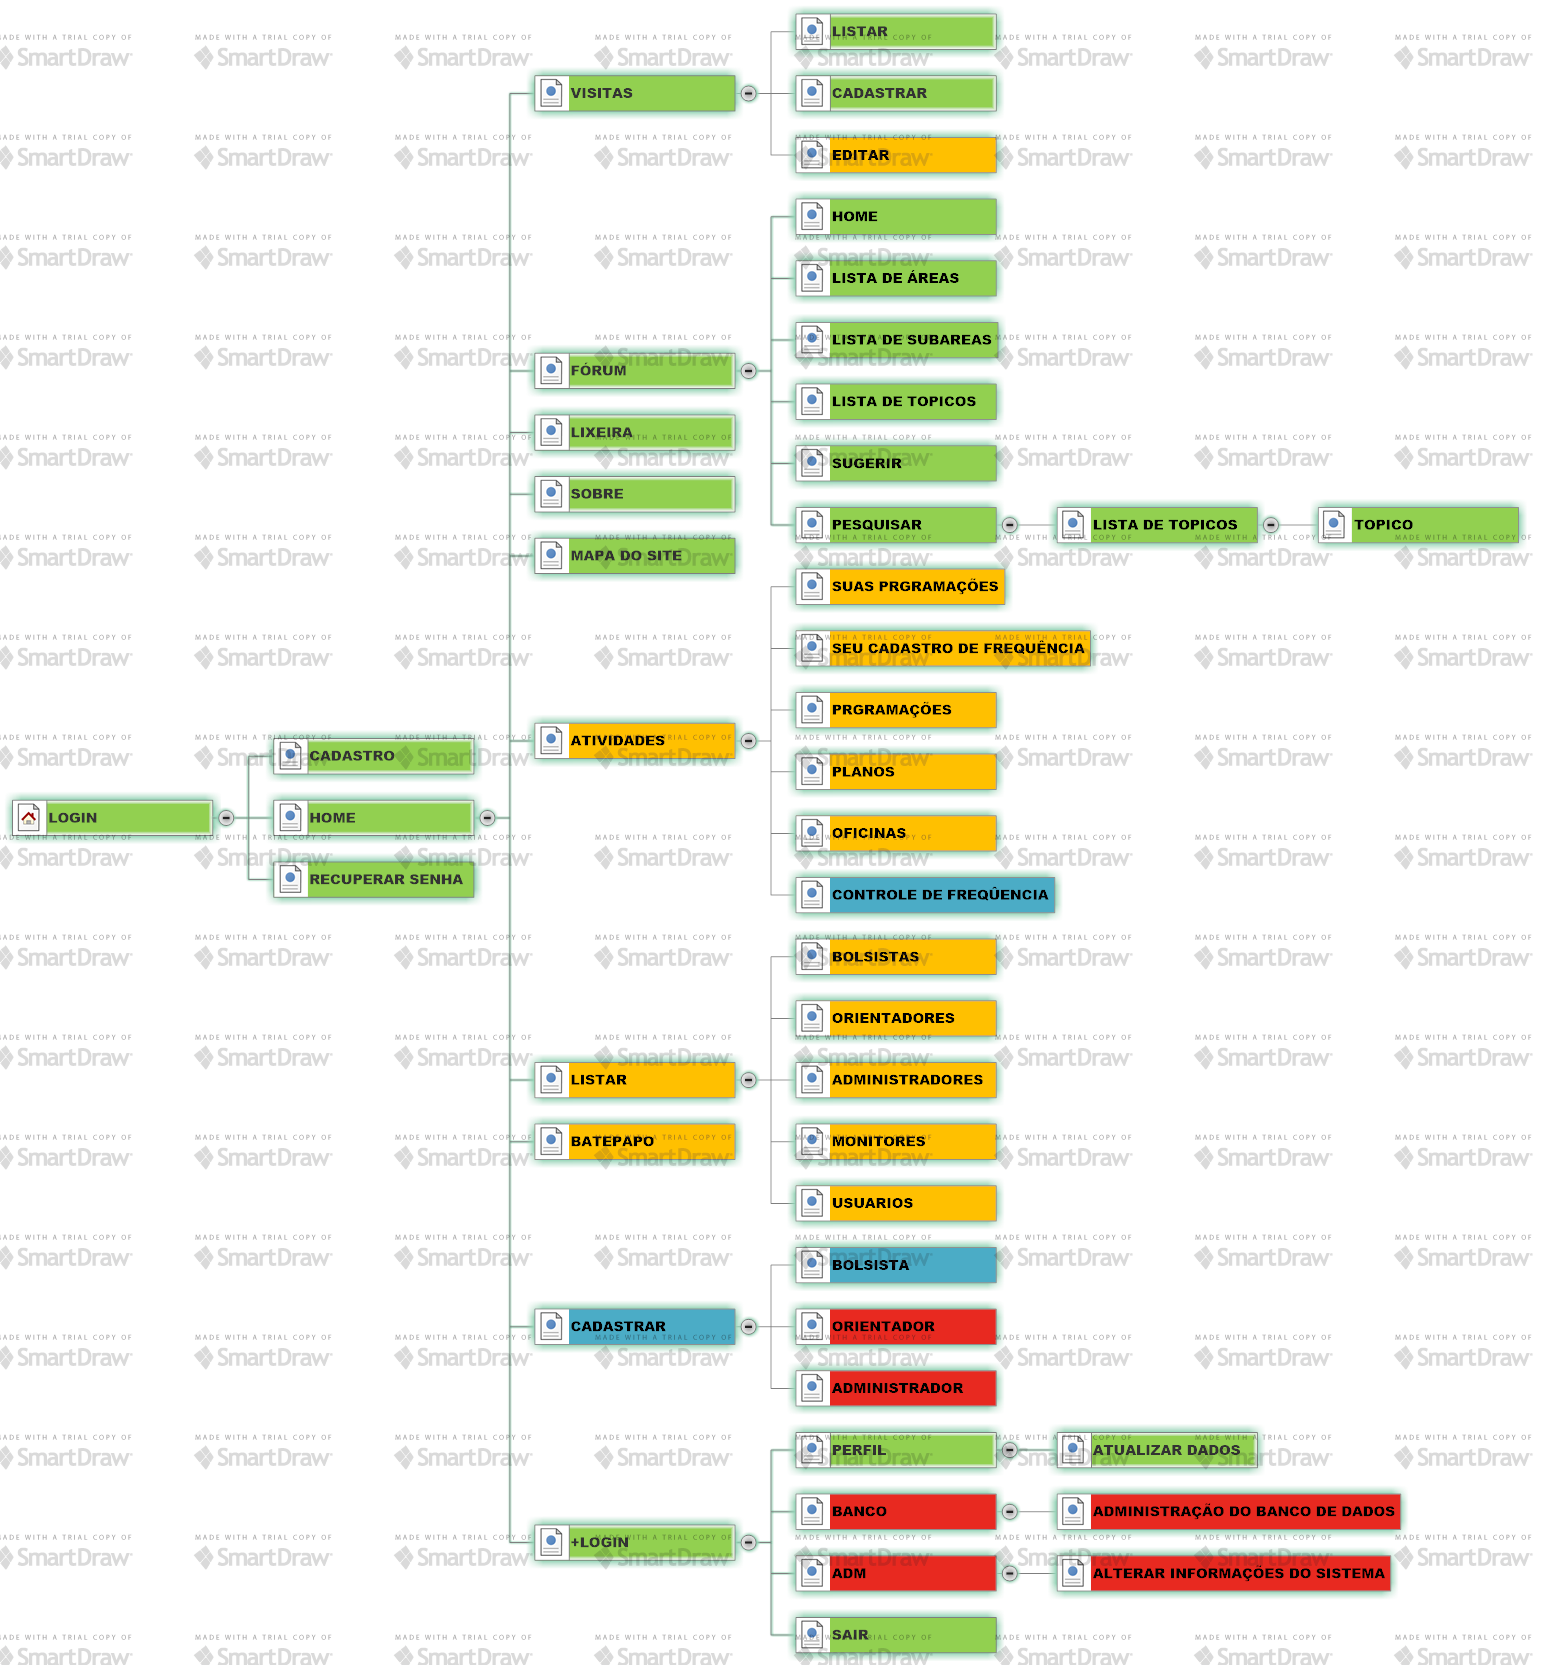 LOGIN
CADASTRO
HOME
RECUPERAR SENHA
VISITAS
LISTAR
CADASTRAR
EDITAR
FÓRUM
HOME
LISTA DE ÁREAS
LISTA DE SUBAREAS
LISTA DE TOPICOS
SUGERIR
PESQUISAR
LISTA DE TOPICOS
TOPICO
LIXEIRA
SOBRE
MAPA DO SITE
ATIVIDADES
SUAS PRGRAMAÇÕES
SEU CADASTRO DE FREQUÊNCIA
PRGRAMAÇÕES
PLANOS
OFICINAS
CONTROLE DE FREQÛENCIA
LISTAR
BOLSISTAS
ORIENTADORES
ADMINISTRADORES
MONITORES
USUARIOS
BATEPAPO
CADASTRAR
BOLSISTA
ORIENTADOR
ADMINISTRADOR
+LOGIN
PERFIL
ATUALIZAR DADOS
BANCO
ADMINISTRAÇÃO DO BANCO DE DADOS
ADM
ALTERAR INFORMAÇÕES DO SISTEMA
SAIR
MADE WITH A TRIAL COPY OF
SmartDraw